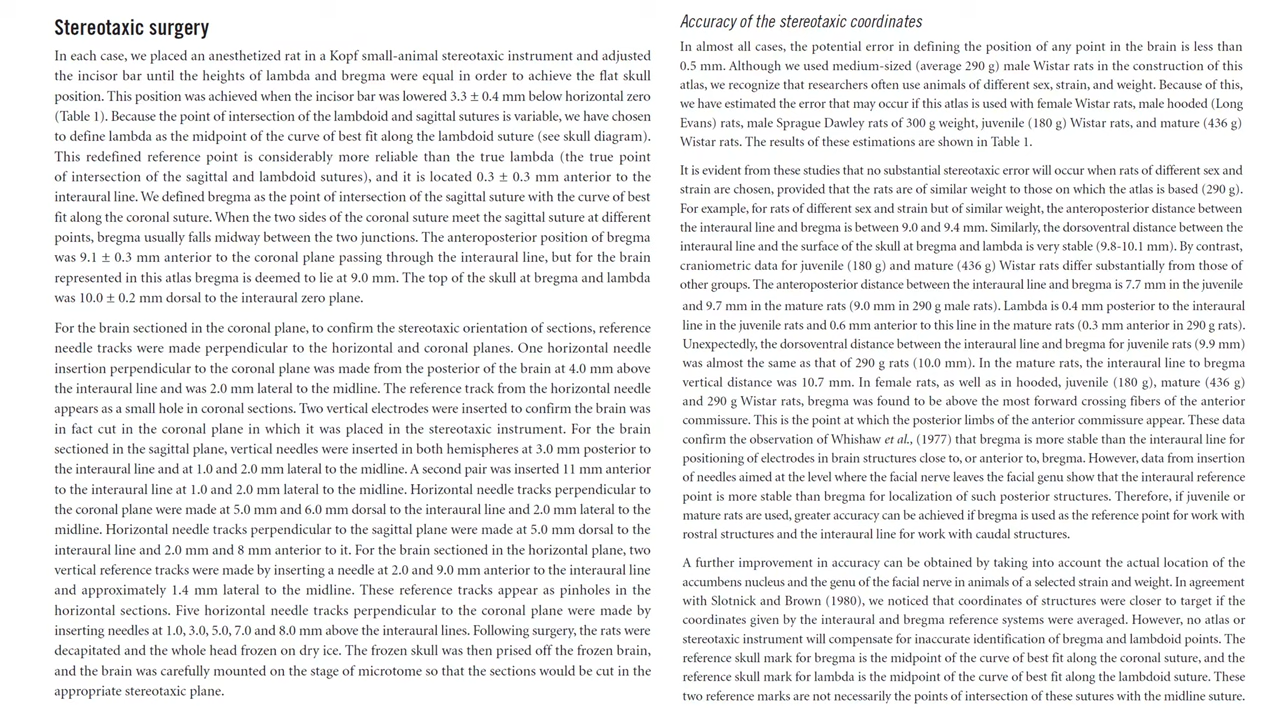 Stereotaxic surgery
In each case, we placed an anesthetized rat in a Kopf small-animal stereotaxic instrument and adjusted
the incisor bar until the heights of lambda and bregma were equal in order to achieve the flat skull
position. This position was achieved when the incisor bar was lowered 3.3 ± 0.4 mm below horizontal zero
(Table 1). Because the point of intersection of the lambdoid and sagittal sutures is variable, we have chosen
to define lambda as the midpoint of the curve of best fit along the lambdoid suture (see skull diagram).
This redefined reference point is considerably more reliable than the true lambda (the true point
of intersection of the sagittal and lambdoid sutures), and it is located 0.3 ± 0.3 mm anterior to the
interaural line. We defined bregma as the point of intersection of the sagittal suture with the curve of best
fit along the coronal suture. When the two sides of the coronal suture meet the sagittal suture at different
points, bregma usually falls midway between the two junctions. The anteroposterior position of bregma
was 9.1 ± 0.3 mm anterior to the coronal plane passing through the interaural line, but for the brain
represented in this atlas bregma is deemed to lie at 9.0 mm. The top of the skull at bregma and lambda
was 10.0 ± 0.2 mm dorsal to the interaural zero plane.
For the brain sectioned in the coronal plane, to confirm the stereotaxic orientation of sections, reference
needle tracks were made perpendicular to the horizontal and coronal planes. One horizontal needle
insertion perpendicular to the coronal plane was made from the posterior of the brain at 4.0 mm above
the interaural line and was 2.0 mm lateral to the midline. The reference track from the horizontal needle
appears as a small hole in coronal sections. Two vertical electrodes were inserted to confirm the brain was
in fact cut in the coronal plane in which it was placed in the stereotaxic instrument. For the brain
sectioned in the sagittal plane, vertical needles were inserted in both hemispheres at 3.0 mm posterior to
the interaural line and at 1.0 and 2.0 mm lateral to the midline. A second pair was inserted 11 mm anterior
to the interaural line at 1.0 and 2.0 mm lateral to the midline. Horizontal needle tracks perpendicular to
the coronal plane were made at 5.0 mm and 6.0 mm dorsal to the interaural line and 2.0 mm lateral to the
midline. Horizontal needle tracks perpendicular to the sagittal plane were made at 5.0 mm dorsal to the
interaural line and 2.0 mm and 8 mm anterior to it. For the brain sectioned in the horizontal plane, two
vertical reference tracks were made by inserting a needle at 2.0 and 9.0 mm anterior to the interaural line
and approximately 1.4 mm lateral to the midline. These reference tracks appear as pinholes in the
horizontal sections. Five horizontal needle tracks perpendicular to the coronal plane were made by
inserting needles at 1.0, 3.0, 5.0, 7.0 and 8.0 mm above the interaural lines. Following surgery, the rats were
decapitated and the whole head frozen on dry ice. The frozen skull was then prised off the frozen brain,
and the brain was carefully mounted on the stage of microtome so that the sections would be cut in the
appropriate stereotaxic plane.
Accuracy of the stereotaxic coordinates
In almost all cases, the potential error in defining the position of any point in the brain is less than
0.5 mm. Although we used medium-sized (average 290 g) male Wistar rats in the construction of this
atlas, we recognize that researchers often use animals of different sex, strain, and weight. Because of this,
we have estimated the error that may occur if this atlas is used with female Wistar rats, male hooded (Long
Evans) rats, male Sprague Dawley rats of 300 g weight, juvenile (180 g) Wistar rats, and mature (436 g)
Wistar rats. The results of these estimations are shown in Table 1.
It is evident from these studies that no substantial stereotaxic error will occur when rats of different sex and
strain are chosen, provided that the rats are of similar weight to those on which the atlas is based (290 g).
For example, for rats of different sex and strain but of similar weight, the anteroposterior distance between
the interaural line and bregma is between 9.0 and 9.4 mm. Similarly, the dorsoventral distance between the
interaural line and the surface of the skull at bregma and lambda is very stable (9.8-10.1 mm). By contrast,
craniometric data for juvenile (180 g) and mature (436 g) Wistar rats differ substantially from those of
other groups. The anteroposterior distance between the interaural line and bregma is 7.7 mm in the juvenile
and 9.7 mm in the mature rats (9.0 mm in 290 g male rats). Lambda is 0.4 mm posterior to the interaural
line in the juvenile rats and 0.6 mm anterior to this line in the mature rats (0.3 mm anterior in 290 g rats).
Unexpectedly, the dorsoventral distance between the interaural line and bregma for juvenile rats (9.9 mm)
was almost the same as that of 290 g rats (10.0 mm). In the mature rats, the interaural line to bregma
vertical distance was 10.7 mm. In female rats, as well as in hooded, juvenile (180 g), mature (436 g)
and 290 g Wistar rats, bregma was found to be above the most forward crossing fibers of the anterior
commissure. This is the point at which the posterior limbs of the anterior commissure appear. These data
confirm the observation of Whishaw et al., (1977) that bregma is more stable than the interaural line for
positioning of electrodes in brain structures close to, or anterior to, bregma. However, data from insertion
of needles aimed at the level where the facial nerve leaves the facial genu show that the interaural reference
point is more stable than bregma for localization of such posterior structures. Therefore, if juvenile or
mature rats are used, greater accuracy can be achieved if bregma is used as the reference point for work with
rostral structures and the interaural line for work with caudal structures.
A further improvement in accuracy can be obtained by taking into account the actual location of the
accumbens nucleus and the genu of the facial nerve in animals of a selected strain and weight. In agreement
with Slotnick and Brown (1980), we noticed that coordinates of structures were closer to target if the
coordinates given by the interaural and bregma reference systems were averaged. However, no atlas or
stereotaxic instrument will compensate for inaccurate identification of bregma and lambdoid points. The
reference skull mark for bregma is the midpoint of the curve of best fit along the coronal suture, and the
reference skull mark for lambda is the midpoint of the curve of best fit along the lambdoid suture. These
two reference marks are not necessarily the points of intersection of these sutures with the midline suture.